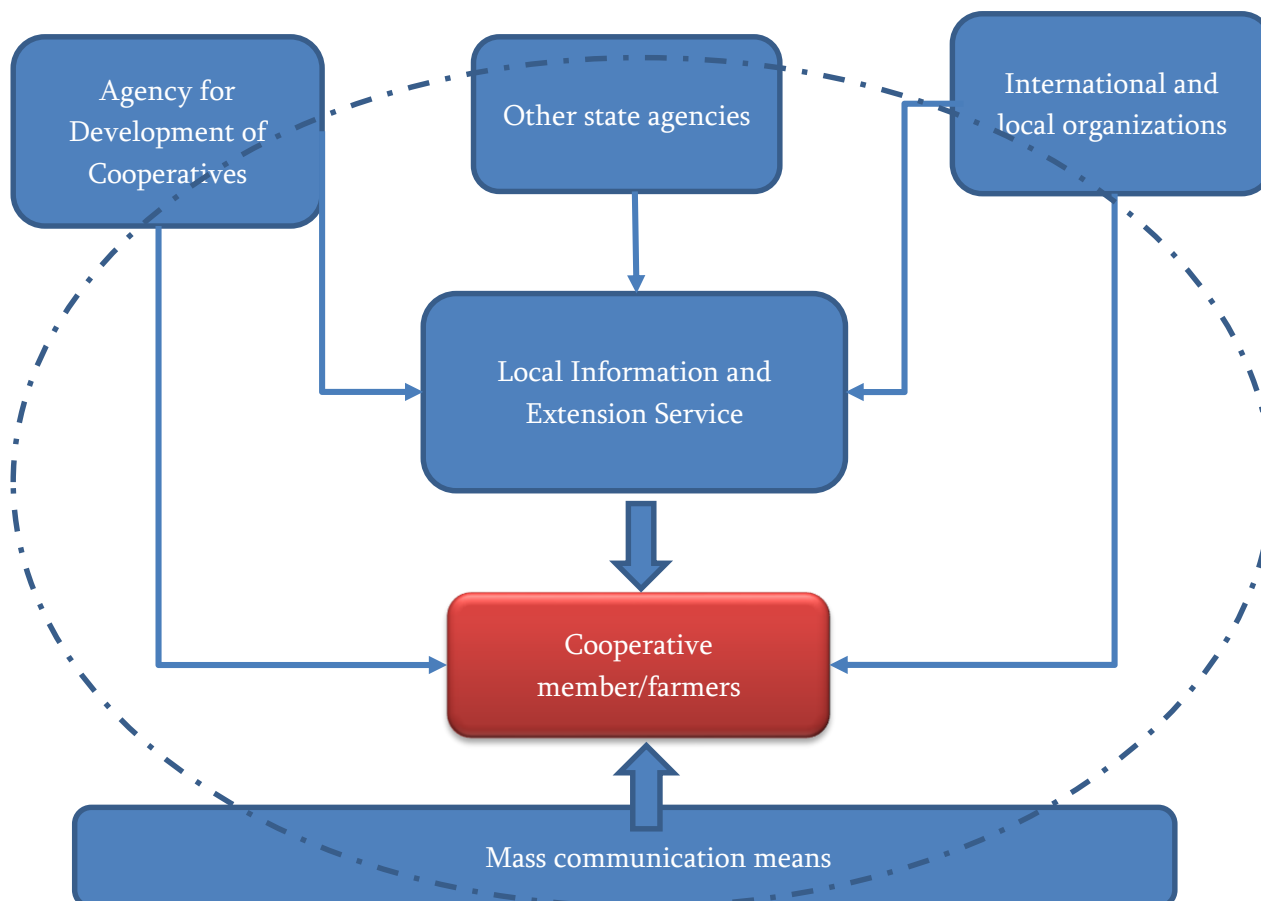 Agency for
Development of
Cooperatives
Other state agencies
International and
local organizations
Local Information and
Extension Service
Cooperative
member/farmers
Mass communication means